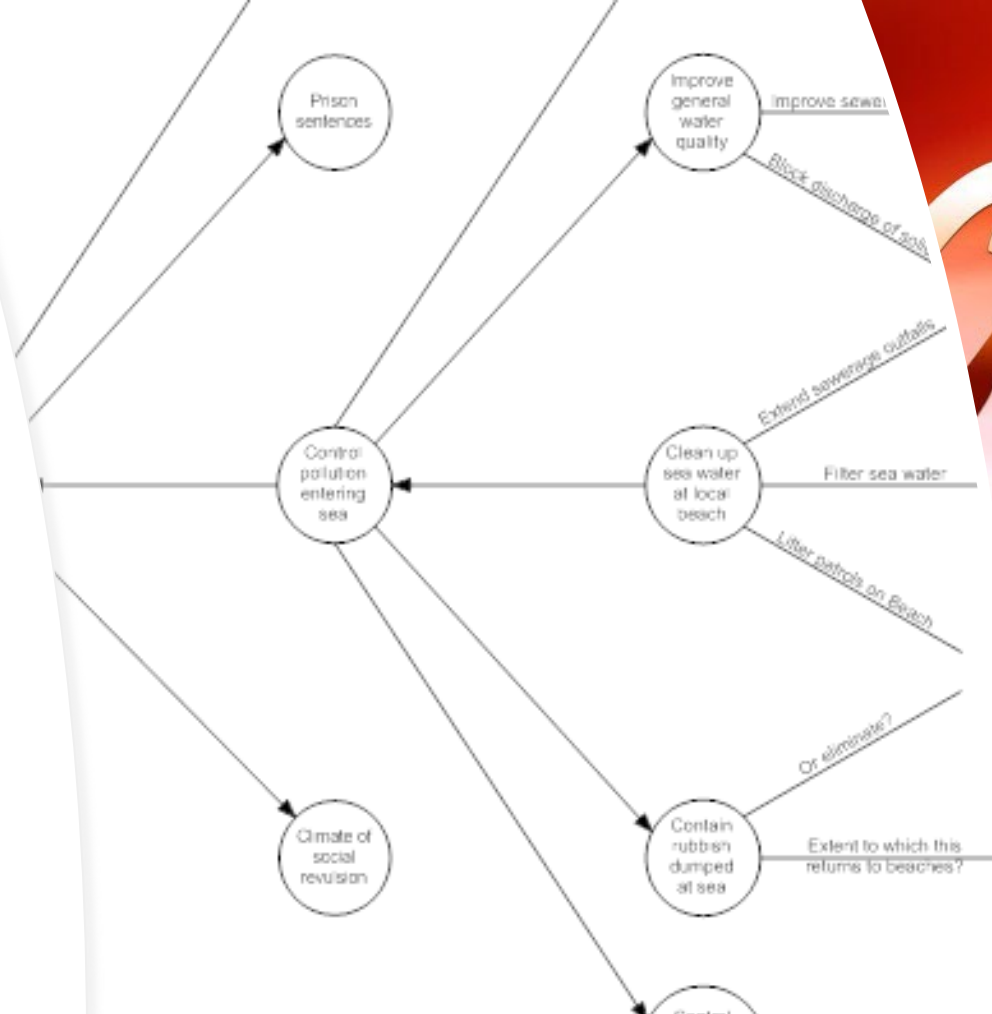 Prison
sentences
Improve
general
water
quality
Improve
Block discharge of
Extend sewerage outfalls
Control
pollution
entering
sea
Clean up
sea water
at local
beach
Filter sea water
Litter patrols on Beach
Or eliminate?
Climate of
social
revulsion
Contain
rubbish
dumped
at sea
Extent to which this
returns to beaches?